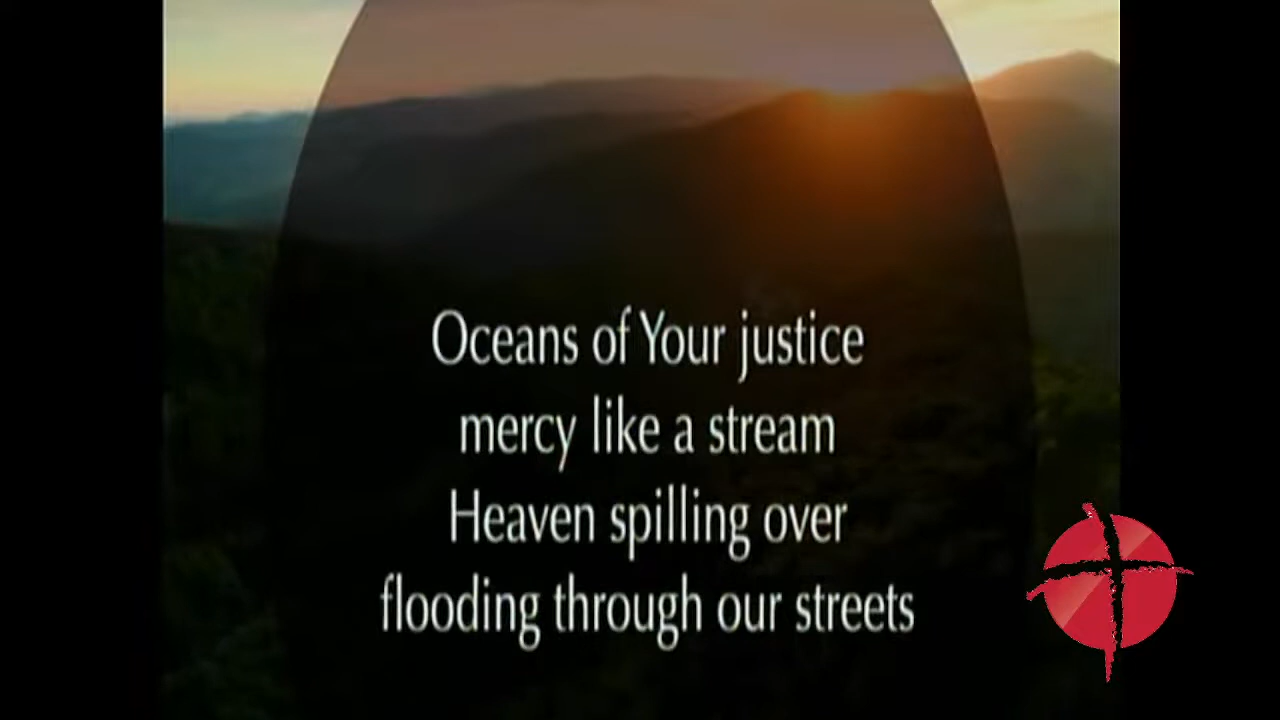 Oceans of Your justice
mercy like a stream
Heaven spilling over
flooding through our streets